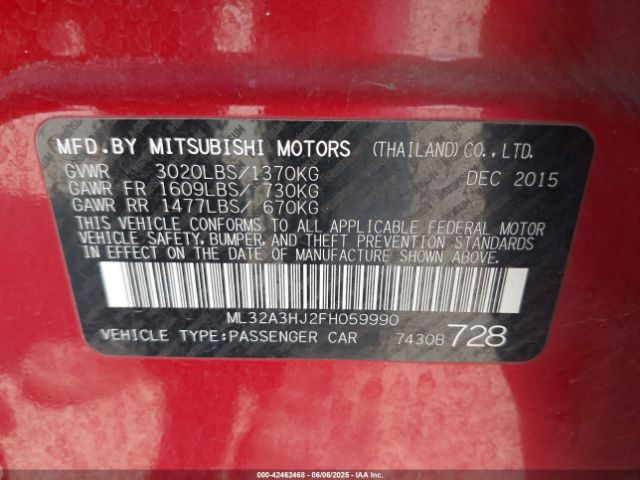 MFD.BY MITSUBISHI MOTORS (THAILAND) CO., LTD.
GVWR 3020LBS/1370KG DEC 2015
GAWR FR 1609LBS/ 730KG
GAWR RR 1477LBS/ 670KG
THIS VEHICLE CONFORMS TO ALL APPLICABLE FEDERAL MOTOR
VEHICLE SAFETY, BUMPER, AND THEFT PREVENTION STANDARDS
IN EFFECT ON THE DATE OF MANUFACTURE SHOWN ABOVE.
ML32A3HJ2FH059990
VEHICLE TYPE:PASSENGER CAR 7430B 728
000-42462468 - 06/06/2025 - IAAI.COM